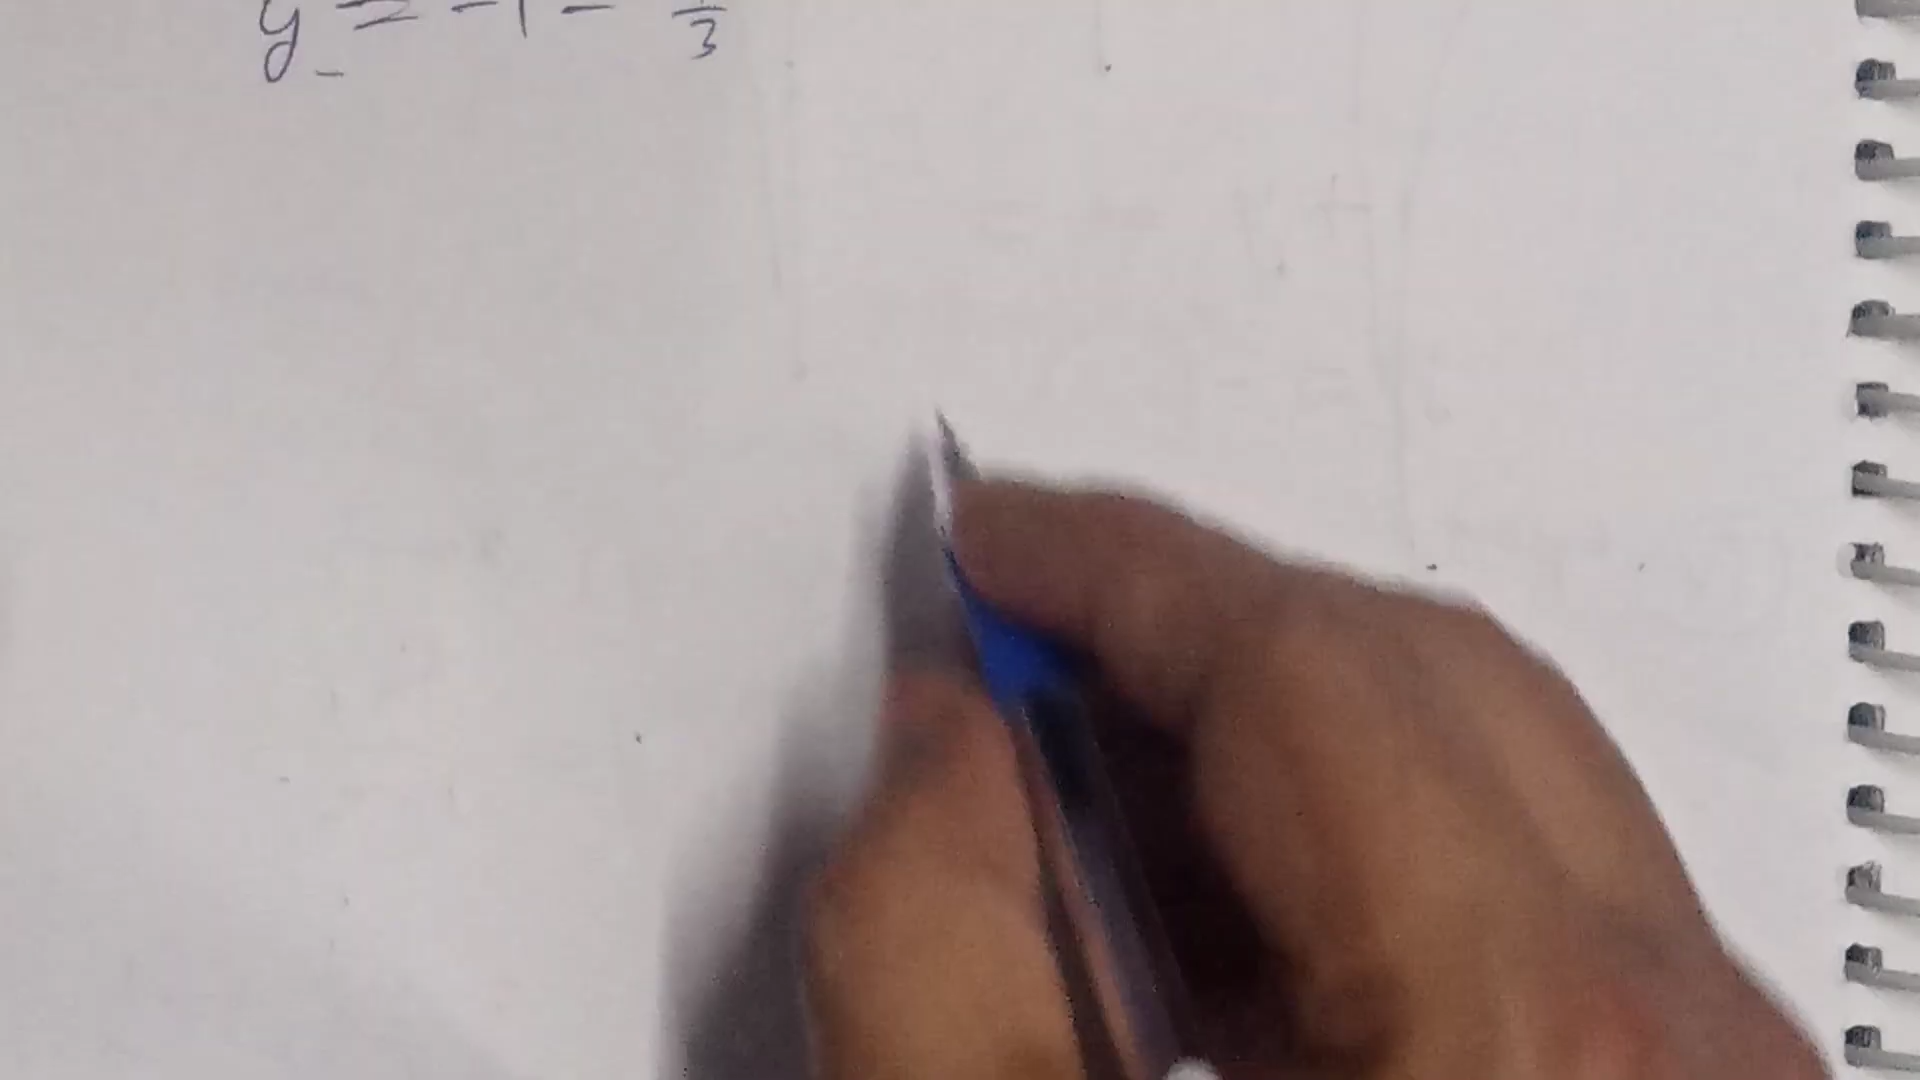 y = -1 - 1/3